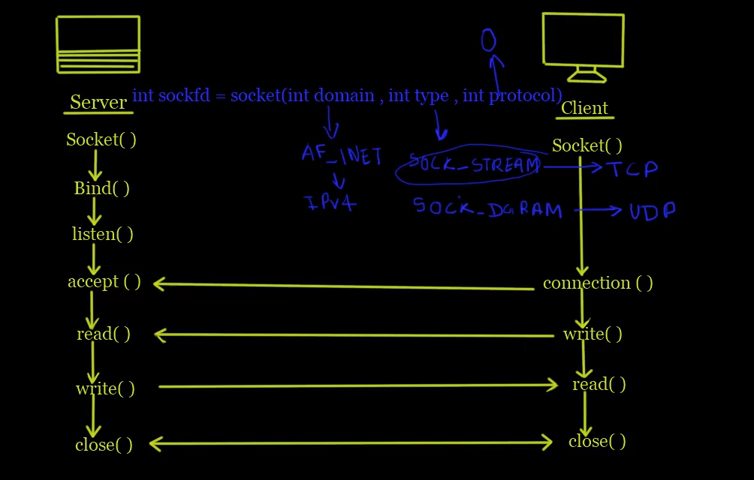 O
int sockfd = socket(int domain , int type , int protocol)
Server
Client
Socket( )
Socket( )
AF_INET
SOCK_STREAM
TCP
Bind( )
IPv4
SOCK_DGRAM
UDP
listen( )
accept ( )
connection ( )
read( )
write( )
write( )
read( )
close( )
close( )